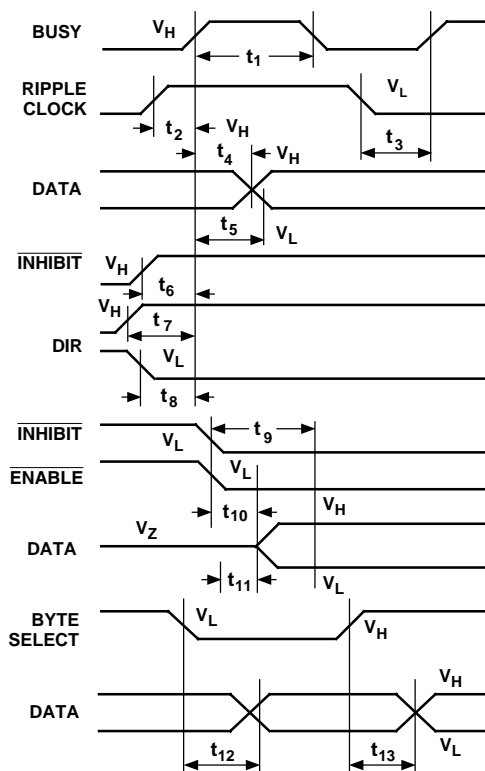 BUSY
V_H
t_1
RIPPLE
CLOCK
V_L
t_2
V_H
t_3
t_4
V_H
DATA
t_5
V_L
INHIBIT
V_H
t_6
V_H
t_7
DIR
V_L
t_8
INHIBIT
V_L
t_9
ENABLE
V_L
t_10
V_H
DATA
V_Z
t_11
V_L
BYTE
SELECT
V_L
V_H
DATA
V_H
V_L
t_12
t_13